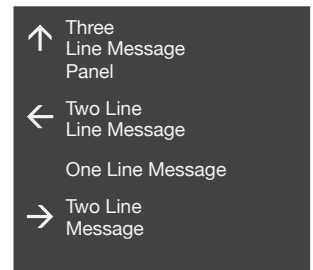 ↑ Three
Line Message
Panel
← Two Line
Line Message
One Line Message
→ Two Line
Message